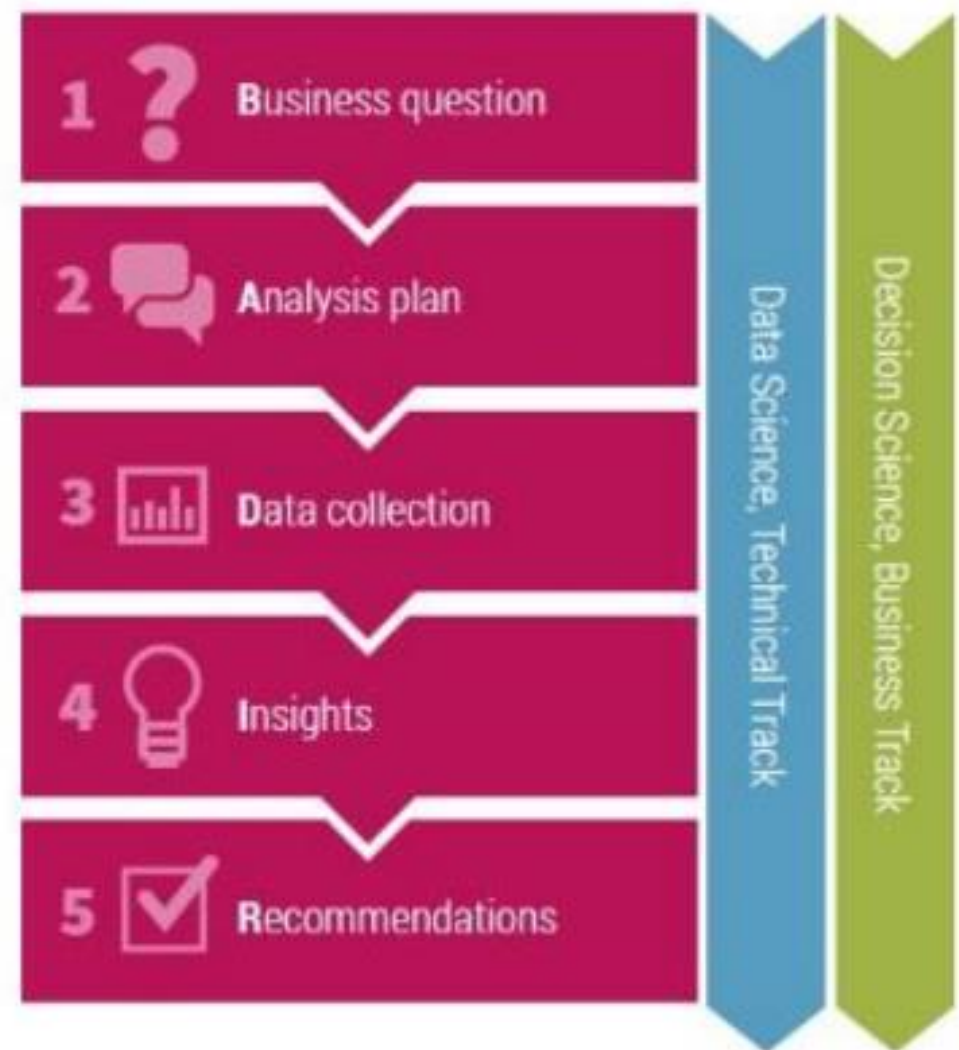 1 Business question
2 Analysis plan
3 Data collection
4 Insights
5 Recommendations
Data Science, Technical Track
Decision Science, Business Track